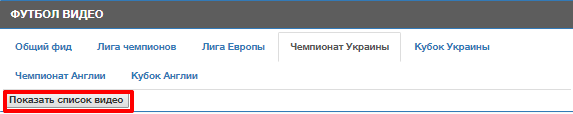 ФУТБОЛ ВИДЕО
Общий фид Лига чемпионов Лига Европы Чемпионат Украины Кубок Украины
Чемпионат Англии Кубок Англии
Показать список видео